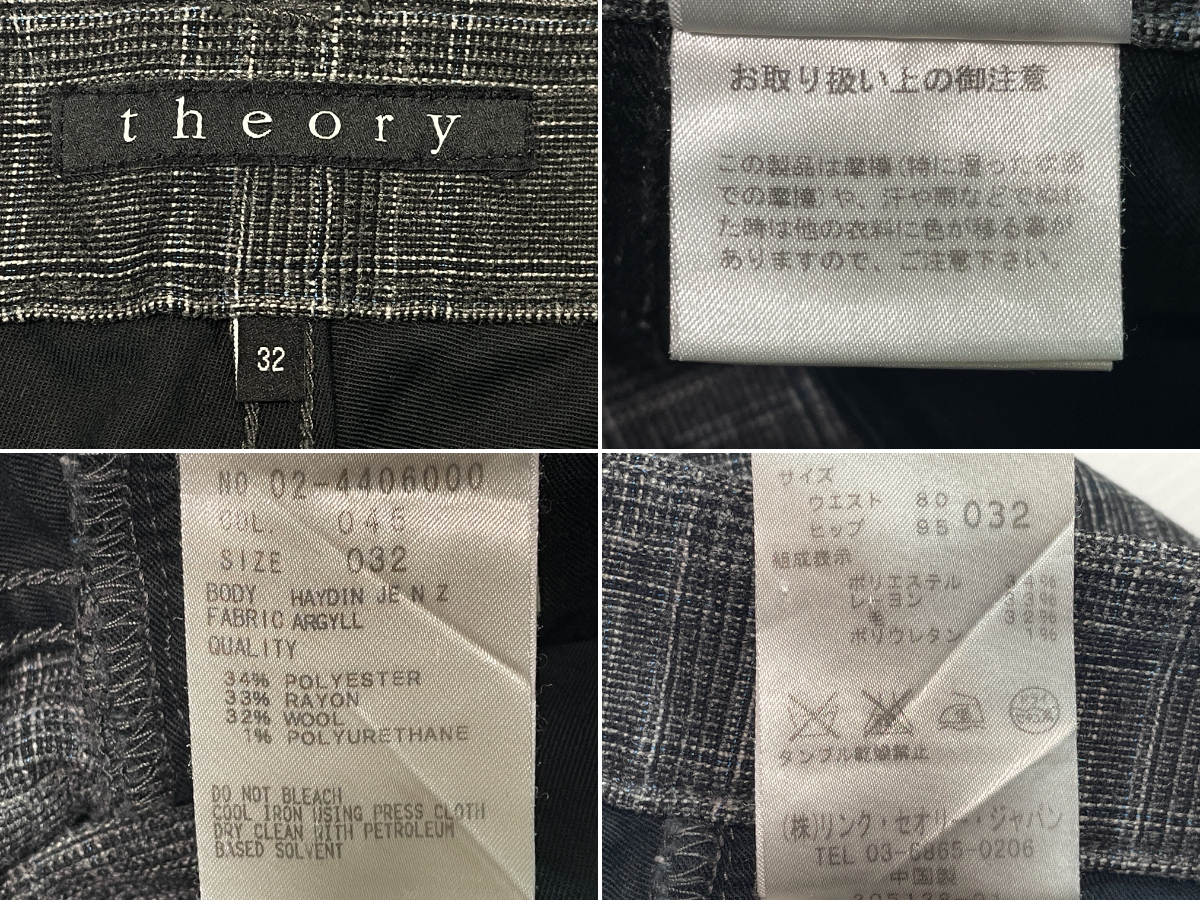 theory
32
お取り扱い上の御注意
この製品は摩擦(特に湿った状態
での摩擦)や、汗や雨などで濡れ
た時は他の衣料に色が移る事が
ありますので、ご注意下さい。
NO 02-4406000
COL. 045
SIZE 032
BODY HAYDIN JENZ
FABRIC ARGYLL
QUALITY
34% POLYESTER
33% RAYON
32% WOOL
1% POLYURETHANE
DO NOT BLEACH
COOL IRON USING PRESS CLOTH
DRY CLEAN WITH PETROLEUM
BASED SOLVENT
サイズ
ウエスト 80
ヒップ 95
032
組成表示
ポリエステル 34%
レーヨン 33%
毛 32%
ポリウレタン 1%
タンブル乾燥禁止
(株)リンク・セオリー・ジャパン
TEL 03-6865-0206
中国製